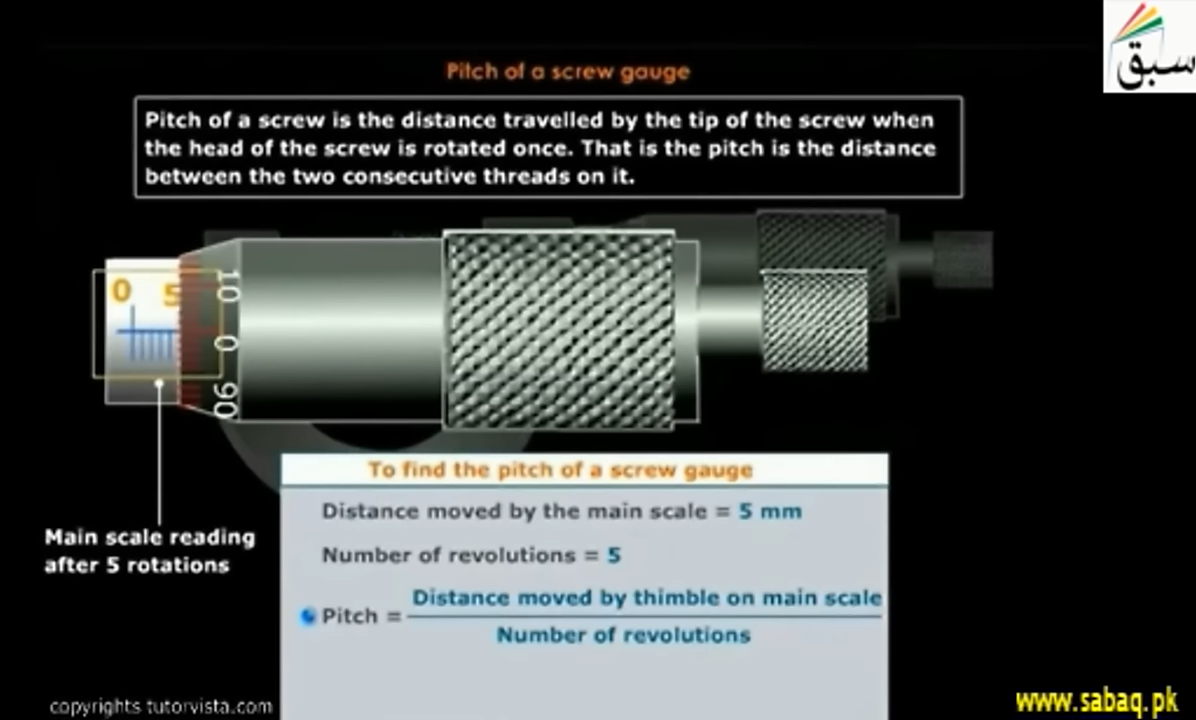 سبق
Pitch of a screw gauge
Pitch of a screw is the distance travelled by the tip of the screw when
the head of the screw is rotated once. That is the pitch is the distance
between the two consecutive threads on it.
0 5
10
0
90
Main scale reading
after 5 rotations
To find the pitch of a screw gauge
Distance moved by the main scale = 5 mm
Number of revolutions = 5
Pitch = Distance moved by thimble on main scale
Number of revolutions
copyrights tutorvista.com
www.sabaq.pk